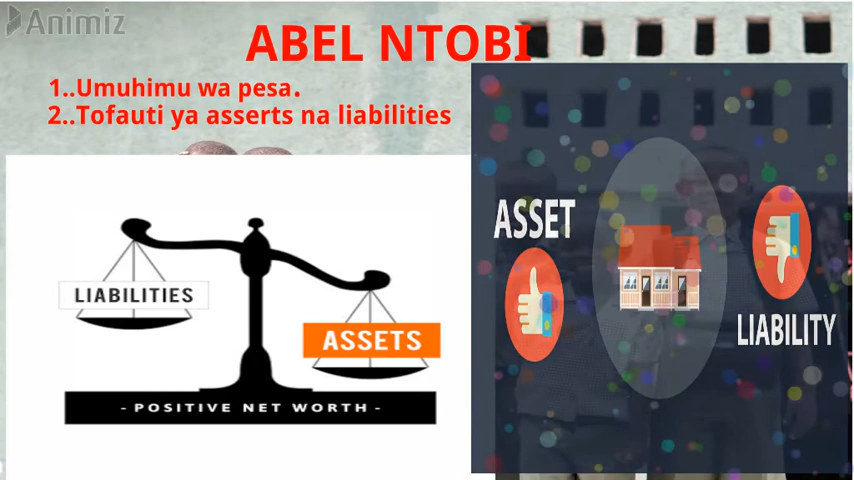 Animiz
ABEL NTOBI
1..Umuhimu wa pesa.
2..Tofauti ya asserts na liabilities
LIABILITIES
ASSETS
- POSITIVE NET WORTH -
ASSET
LIABILITY